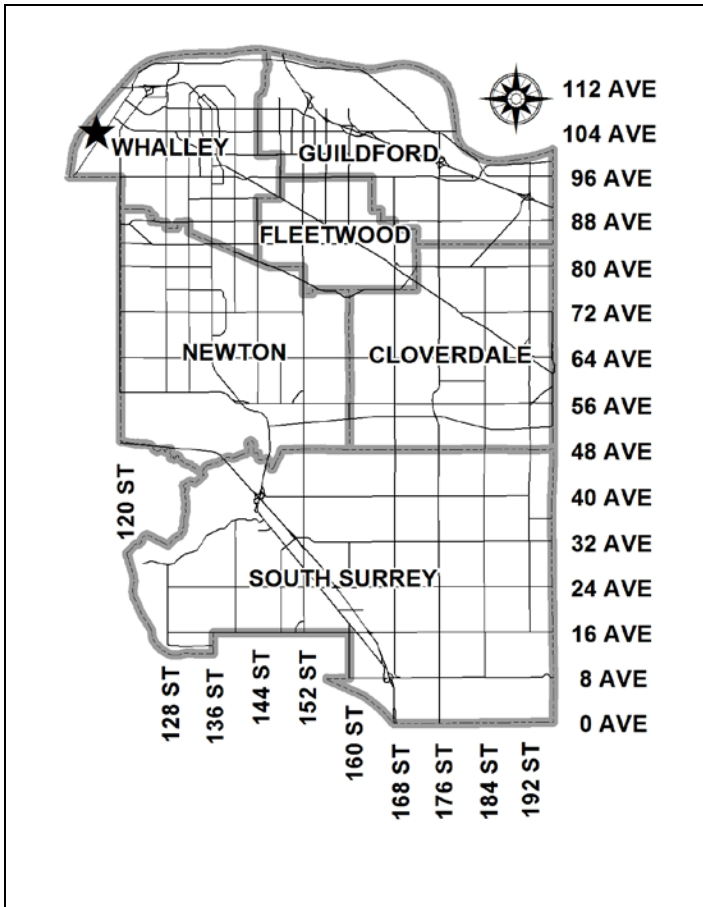 112 AVE
104 AVE
WHALLEY
GUILDFORD
96 AVE
88 AVE
FLEETWOOD
80 AVE
72 AVE
NEWTON
CLOVERDALE
64 AVE
56 AVE
48 AVE
120 ST
40 AVE
32 AVE
SOUTH SURREY
24 AVE
16 AVE
8 AVE
0 AVE
128 ST
136 ST
144 ST
152 ST
160 ST
168 ST
176 ST
184 ST
192 ST